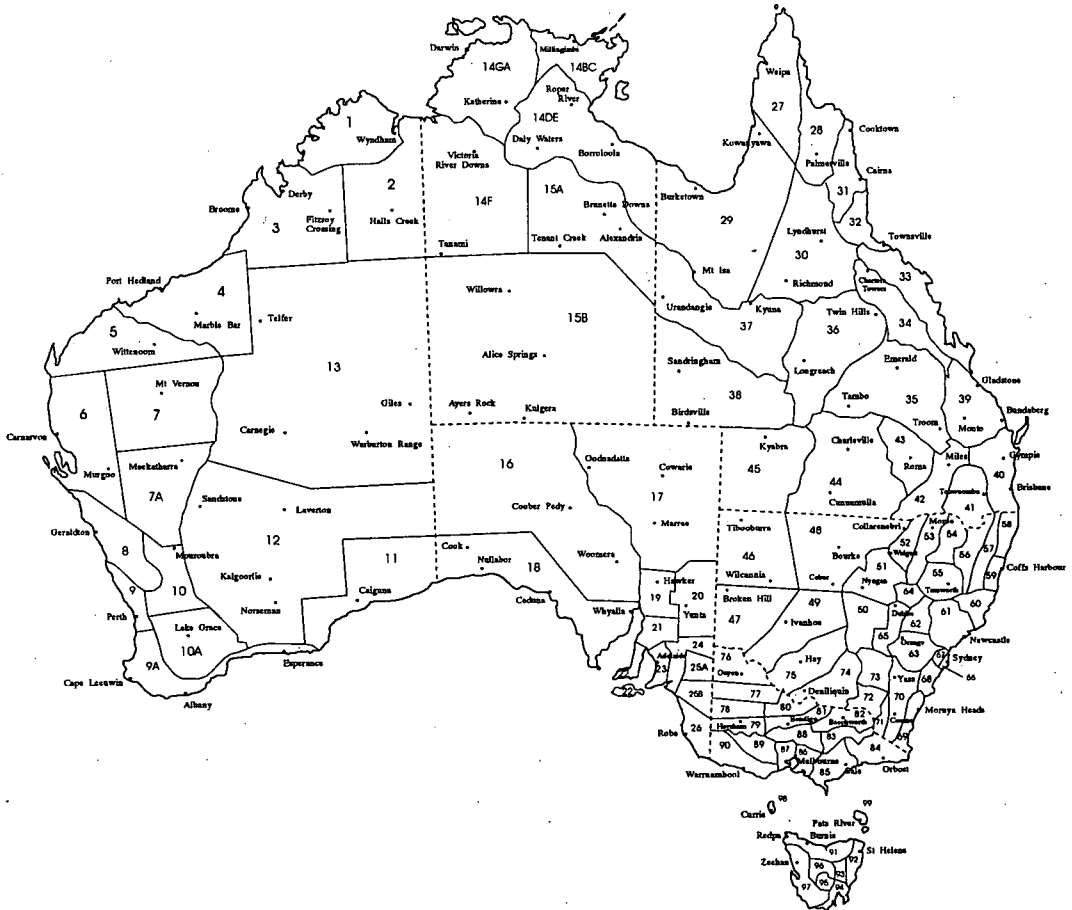 Darwin
Milingimbi
14GA
14BC
Katherine
Roper
River
14DE
Daly Waters
1
Wyndham
Victoria
River Downs
Borroloola
Weipa
27
28
Cooktown
Kowanyama
Palmerville
Cairns
31
32
Derby
Broome
Fitzroy
Crossing
3
2
Halls Creek
14F
15A
Brunette Downs
Burketown
29
Tanami
Tenant Creek
Alexandria
Lyndhurst
30
Richmond
Townsville
Port Hedland
4
Marble Bar
Telfer
Willowra
15B
Mt Isa
Urandangie
Kyuna
Charters
Towers
33
34
Twin Hills
36
5
Wittenoom
13
Alice Springs
37
Sandringham
Longreach
Emerald
Mt Vernon
7
6
Giles
Ayers Rock
Kulgera
38
Birdsville
Tambo
35
39
Gladstone
Monto
Bundaberg
Carnarvon
Carnegie
Warburton Range
Troom
Murgoo
Meekatharra
7A
16
Oodnadatta
Cowarie
17
Kyabra
45
Charleville
43
Roma
Miles
Gympie
40
44
Cunnamulla
42
Toowoomba
41
Brisbane
Sandstone
Laverton
Coober Pedy
Marree
Geraldton
8
Mouroubra
12
11
Cook
Nullabor
18
Woomera
Tibooburra
46
48
Collarenebri
Moree
52
53
54
58
Bourke
Walgett
56
57
Wilcannia
Cobar
51
Nyngan
55
Tamworth
59
Coffs Harbour
Kalgoorlie
9
10
Norseman
Caiguna
Ceduna
Whyalla
Hawker
19
20
Yunta
Broken Hill
47
49
Ivanhoe
50
64
Dubbo
62
61
60
Perth
Lake Grace
10A
9A
Esperance
21
24
65
Orange
63
Newcastle
67
Sydney
66
Cape Leeuwin
Albany
Adelaide
23
25A
22
76
Ouyen
Hay
75
74
73
Yass
68
25B
77
Deniliquin
72
70
Moruya Heads
78
80
81
82
Beechworth
71
Cooma
69
Robe
26
Horsham
79
Bendigo
88
83
90
89
87
86
Melbourne
84
Orbost
Warrnambool
85
Sale
98
Currie
99
Pats River
Redpa
Burnie
91
92
St Helens
Zeehan
96
93
95
94
97